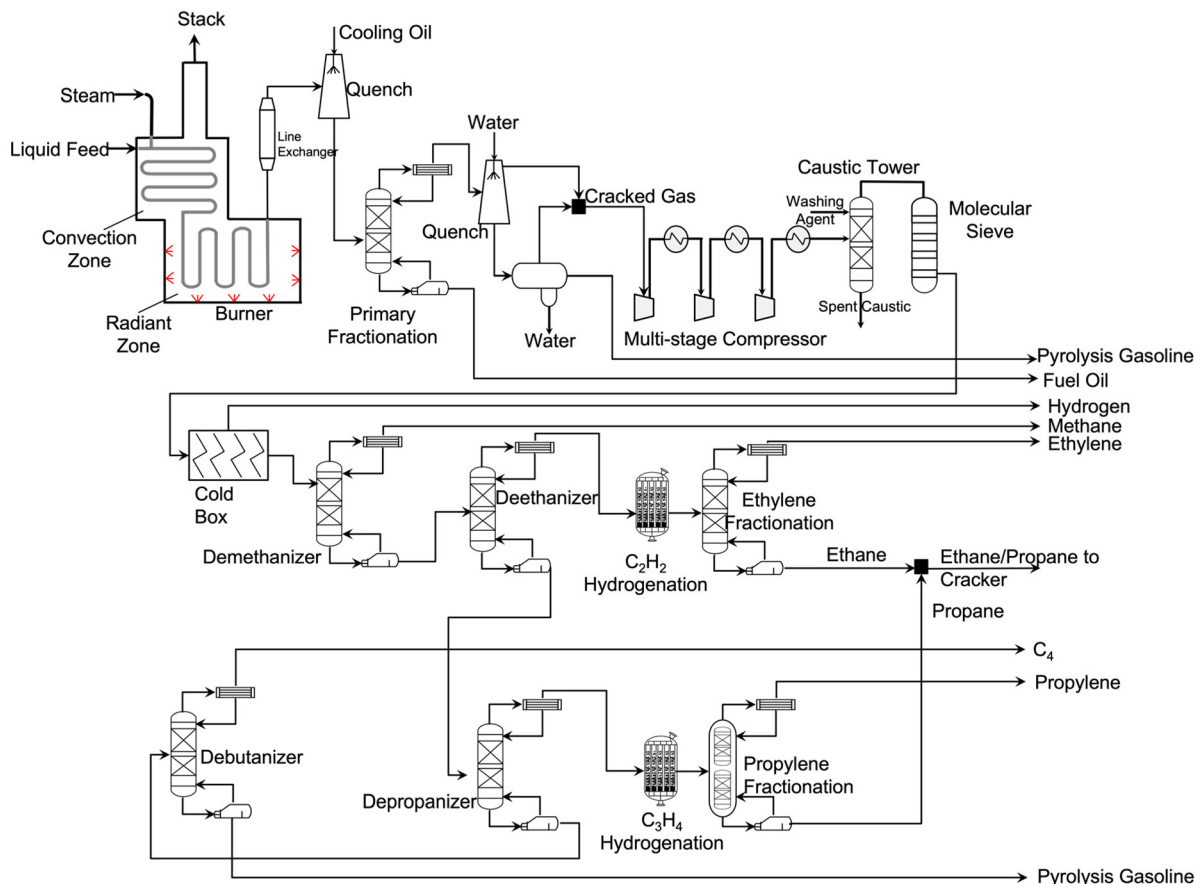 Stack
Cooling Oil
Quench
Steam
Liquid Feed
Line
Exchanger
Water
Caustic Tower
Cracked Gas
Washing
Agent
Molecular
Sieve
Quench
Convection
Zone
Radiant
Zone
Burner
Primary
Fractionation
Water
Multi-stage Compressor
Spent Caustic
Pyrolysis Gasoline
Fuel Oil
Hydrogen
Methane
Ethylene
Cold
Box
Demethanizer
Deethanizer
C₂H₂
Hydrogenation
Ethylene
Fractionation
Ethane
Ethane/Propane to
Cracker
Propane
C₄
Propylene
Debutanizer
Depropanizer
C₃H₄
Hydrogenation
Propylene
Fractionation
Pyrolysis Gasoline